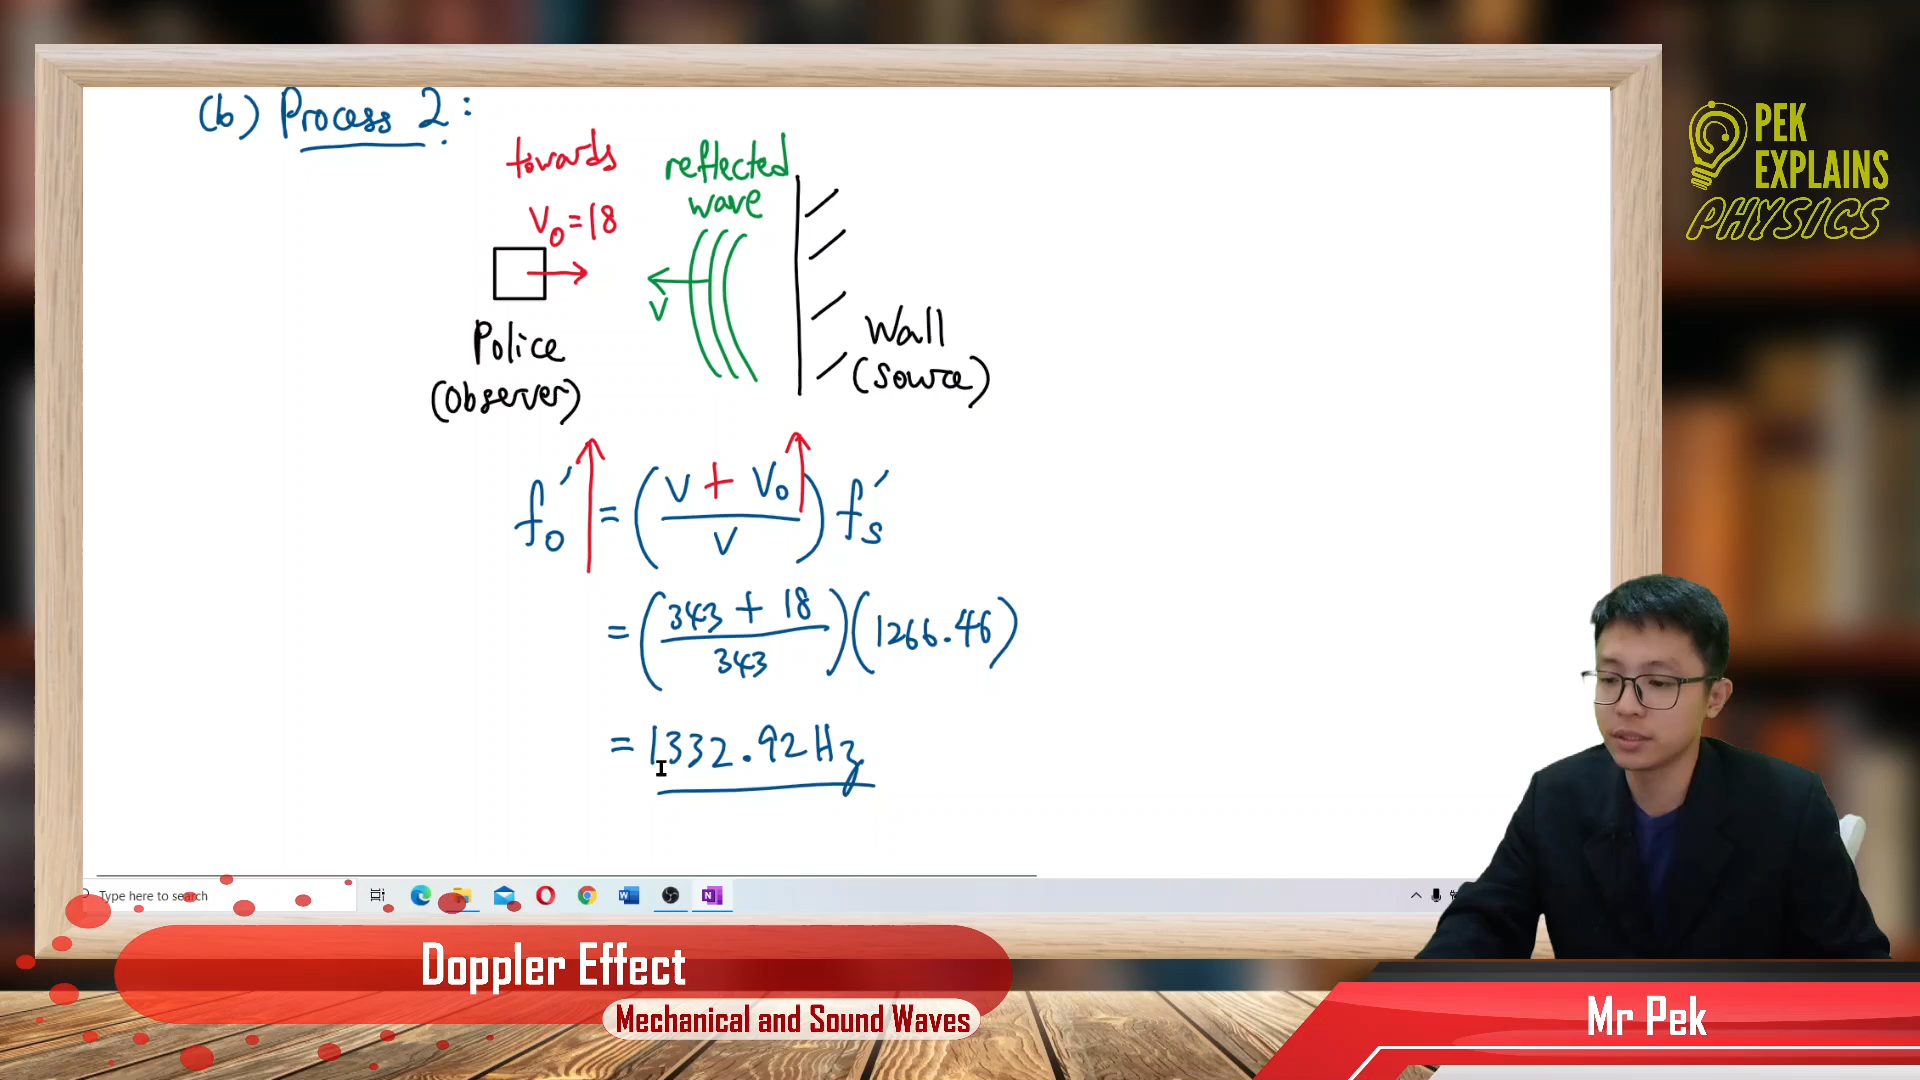 (b) Process 2:
towards
V₀=18
reflected
wave
V
Police
(Observer)
Wall
(Source)
f₀′ = (V + V₀ / V) fₛ′
= (343 + 18 / 343)(1266.46)
= 1332.92 Hz
PEK
EXPLAINS
PHYSICS
Type here to search
Doppler Effect
Mechanical and Sound Waves
Mr Pek